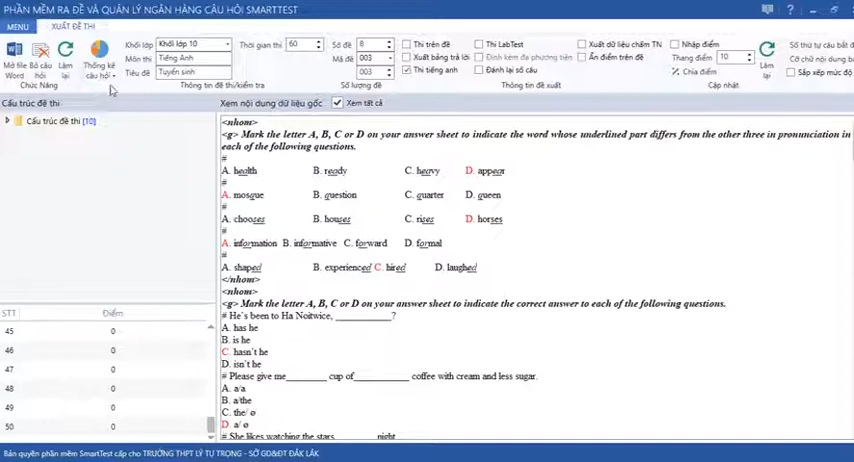 PHẦN MỀM RA ĐỀ VÀ QUẢN LÝ NGÂN HÀNG CÂU HỎI SMARTTEST
MENU XUẤT ĐỀ THI
Mở file Word
Bỏ câu hỏi
Làm lại
Chức Năng
Thống kê câu hỏi
Khối lớp Khối lớp 10
Môn thi Tiếng Anh
Tiêu đề Tuyển sinh
Thời gian thi 60
Thông tin đề thi/kiểm tra
Số đề 8
Mã đề 003
003
Số lượng đề
Thi trên đề
Xuất bảng trả lời
Thi tiếng anh
Thi LabTest
Đính kèm đa phương tiện
Đánh lại số câu
Xuất dữ liệu chấm TN
Ẩn điểm trên đề
Thông tin đề xuất
Nhập điểm
Thang điểm 10
Chia điểm
Làm lại
Cập nhật
Số thứ tự câu bắt đ
Cỡ chữ nội dung bà
Sắp xếp mức độ
Cấu trúc đề thi
Xem nội dung dữ liệu gốc Xem tất cả
Cấu trúc đề thi [10]
STT Điểm
45 0
46 0
47 0
48 0
49 0
50 0
<nhom>
<g> Mark the letter A, B, C or D on your answer sheet to indicate the word whose underlined part differs from the other three in pronunciation in
each of the following questions.
#
A. health B. ready C. heavy D. appear
#
A. mosque B. question C. quarter D. queen
#
A. chooses B. houses C. rises D. horses
#
A. information B. informative C. forward D. formal
#
A. shaped B. experienced C. hired D. laughed
</nhom>
<nhom>
<g> Mark the letter A, B, C or D on your answer sheet to indicate the correct answer to each of the following questions.
# He's been to Ha Noitwice, ___________?
A. has he
B. is he
C. hasn't he
D. isn't he
# Please give me________ cup of___________ coffee with cream and less sugar.
A. a/a
B. a/the
C. the/ ø
D. a/ ø
# She likes watching the stars ________ night.
Bản quyền phần mềm SmartTest cấp cho TRƯỜNG THPT LÝ TỰ TRỌNG - SỞ GD&ĐT ĐẮK LẮK